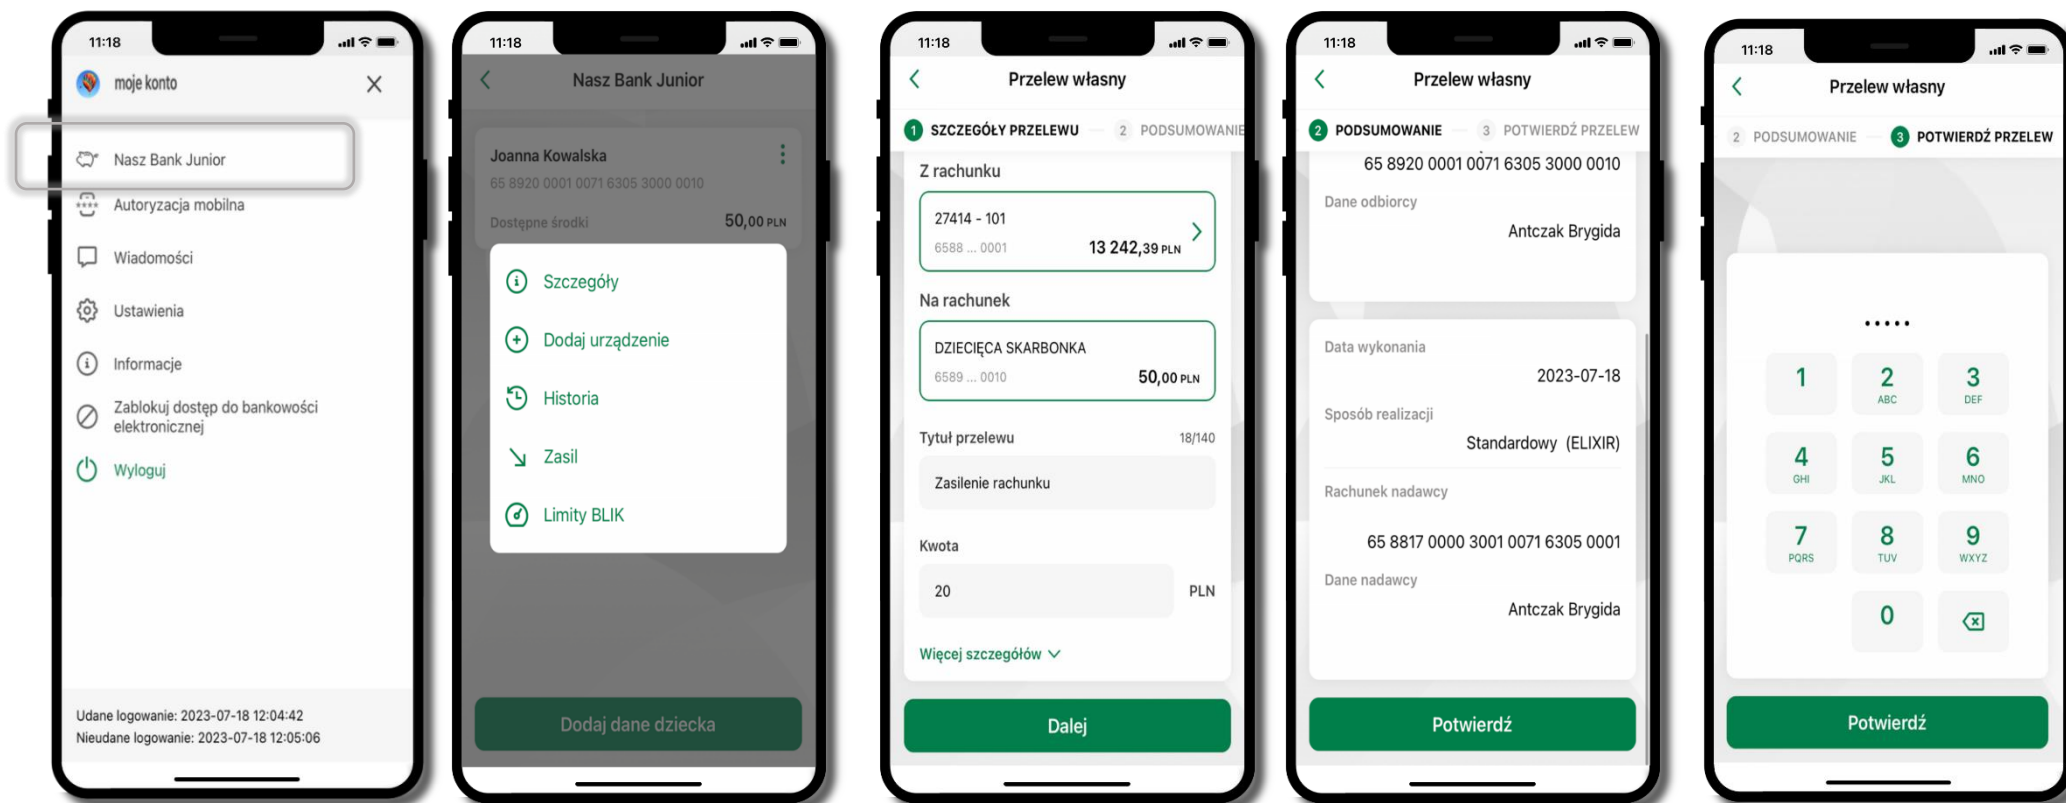 11:18
moje konto
Nasz Bank Junior
Autoryzacja mobilna
Wiadomości
Ustawienia
Informacje
Zablokuj dostęp do bankowości
elektronicznej
Wyloguj
Udane logowanie: 2023-07-18 12:04:42
Nieudane logowanie: 2023-07-18 12:05:06
11:18
Nasz Bank Junior
Joanna Kowalska
65 8920 0001 0071 6305 3000 0010
Dostępne środki 50,00 PLN
Szczegóły
Dodaj urządzenie
Historia
Zasil
Limity BLIK
Dodaj dane dziecka
11:18
Przelew własny
1 SZCZEGÓŁY PRZELEWU 2 PODSUMOWANIE
Z rachunku
27414 - 101
6588 ... 0001 13 242,39 PLN
Na rachunek
DZIECIĘCA SKARBONKA
6589 ... 0010 50,00 PLN
Tytuł przelewu 18/140
Zasilenie rachunku
Kwota
20 PLN
Więcej szczegółów
Dalej
11:18
Przelew własny
2 PODSUMOWANIE 3 POTWIERDŹ PRZELEW
65 8920 0001 0071 6305 3000 0010
Dane odbiorcy
Antczak Brygida
Data wykonania
2023-07-18
Sposób realizacji
Standardowy (ELIXIR)
Rachunek nadawcy
65 8817 0000 3001 0071 6305 0001
Dane nadawcy
Antczak Brygida
Potwierdź
11:18
Przelew własny
2 PODSUMOWANIE 3 POTWIERDŹ PRZELEW
•••••
1 2 3
ABC DEF
4 5 6
GHI JKL MNO
7 8 9
PQRS TUV WXYZ
0
Potwierdź